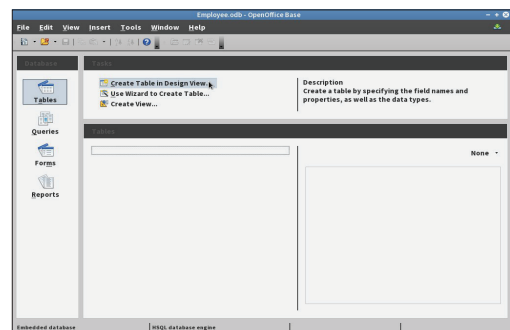 Employee.odb - OpenOffice Base
File Edit View Insert Tools Window Help
Database
Tasks
Tables
Queries
Forms
Reports
Create Table in Design View...
Use Wizard to Create Table...
Create View...
Description
Create a table by specifying the field names and
properties, as well as the data types.
Tables
None
Embedded database
HSQL database engine